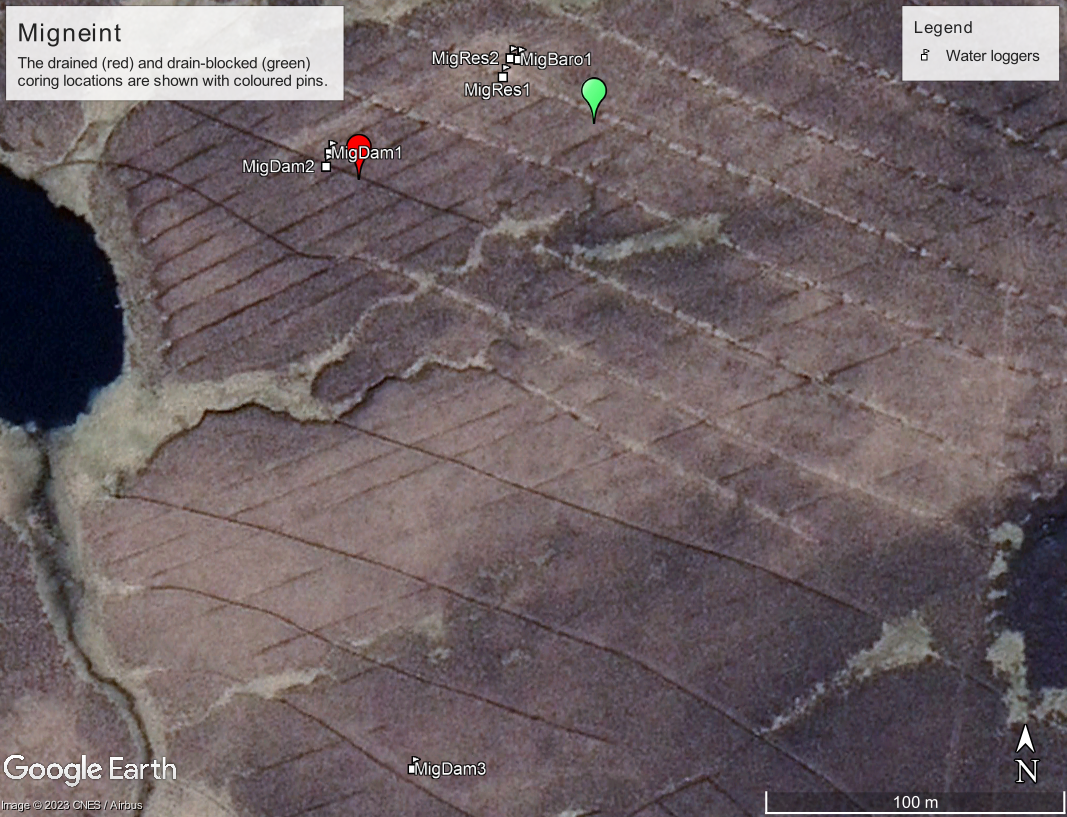 Migneint
The drained (red) and drain-blocked (green)
coring locations are shown with coloured pins.
Legend
Water loggers
MigRes2
MigBaro1
MigRes1
MigDam1
MigDam2
MigDam3
Google Earth
Image © 2023 CNES / Airbus
N
100 m